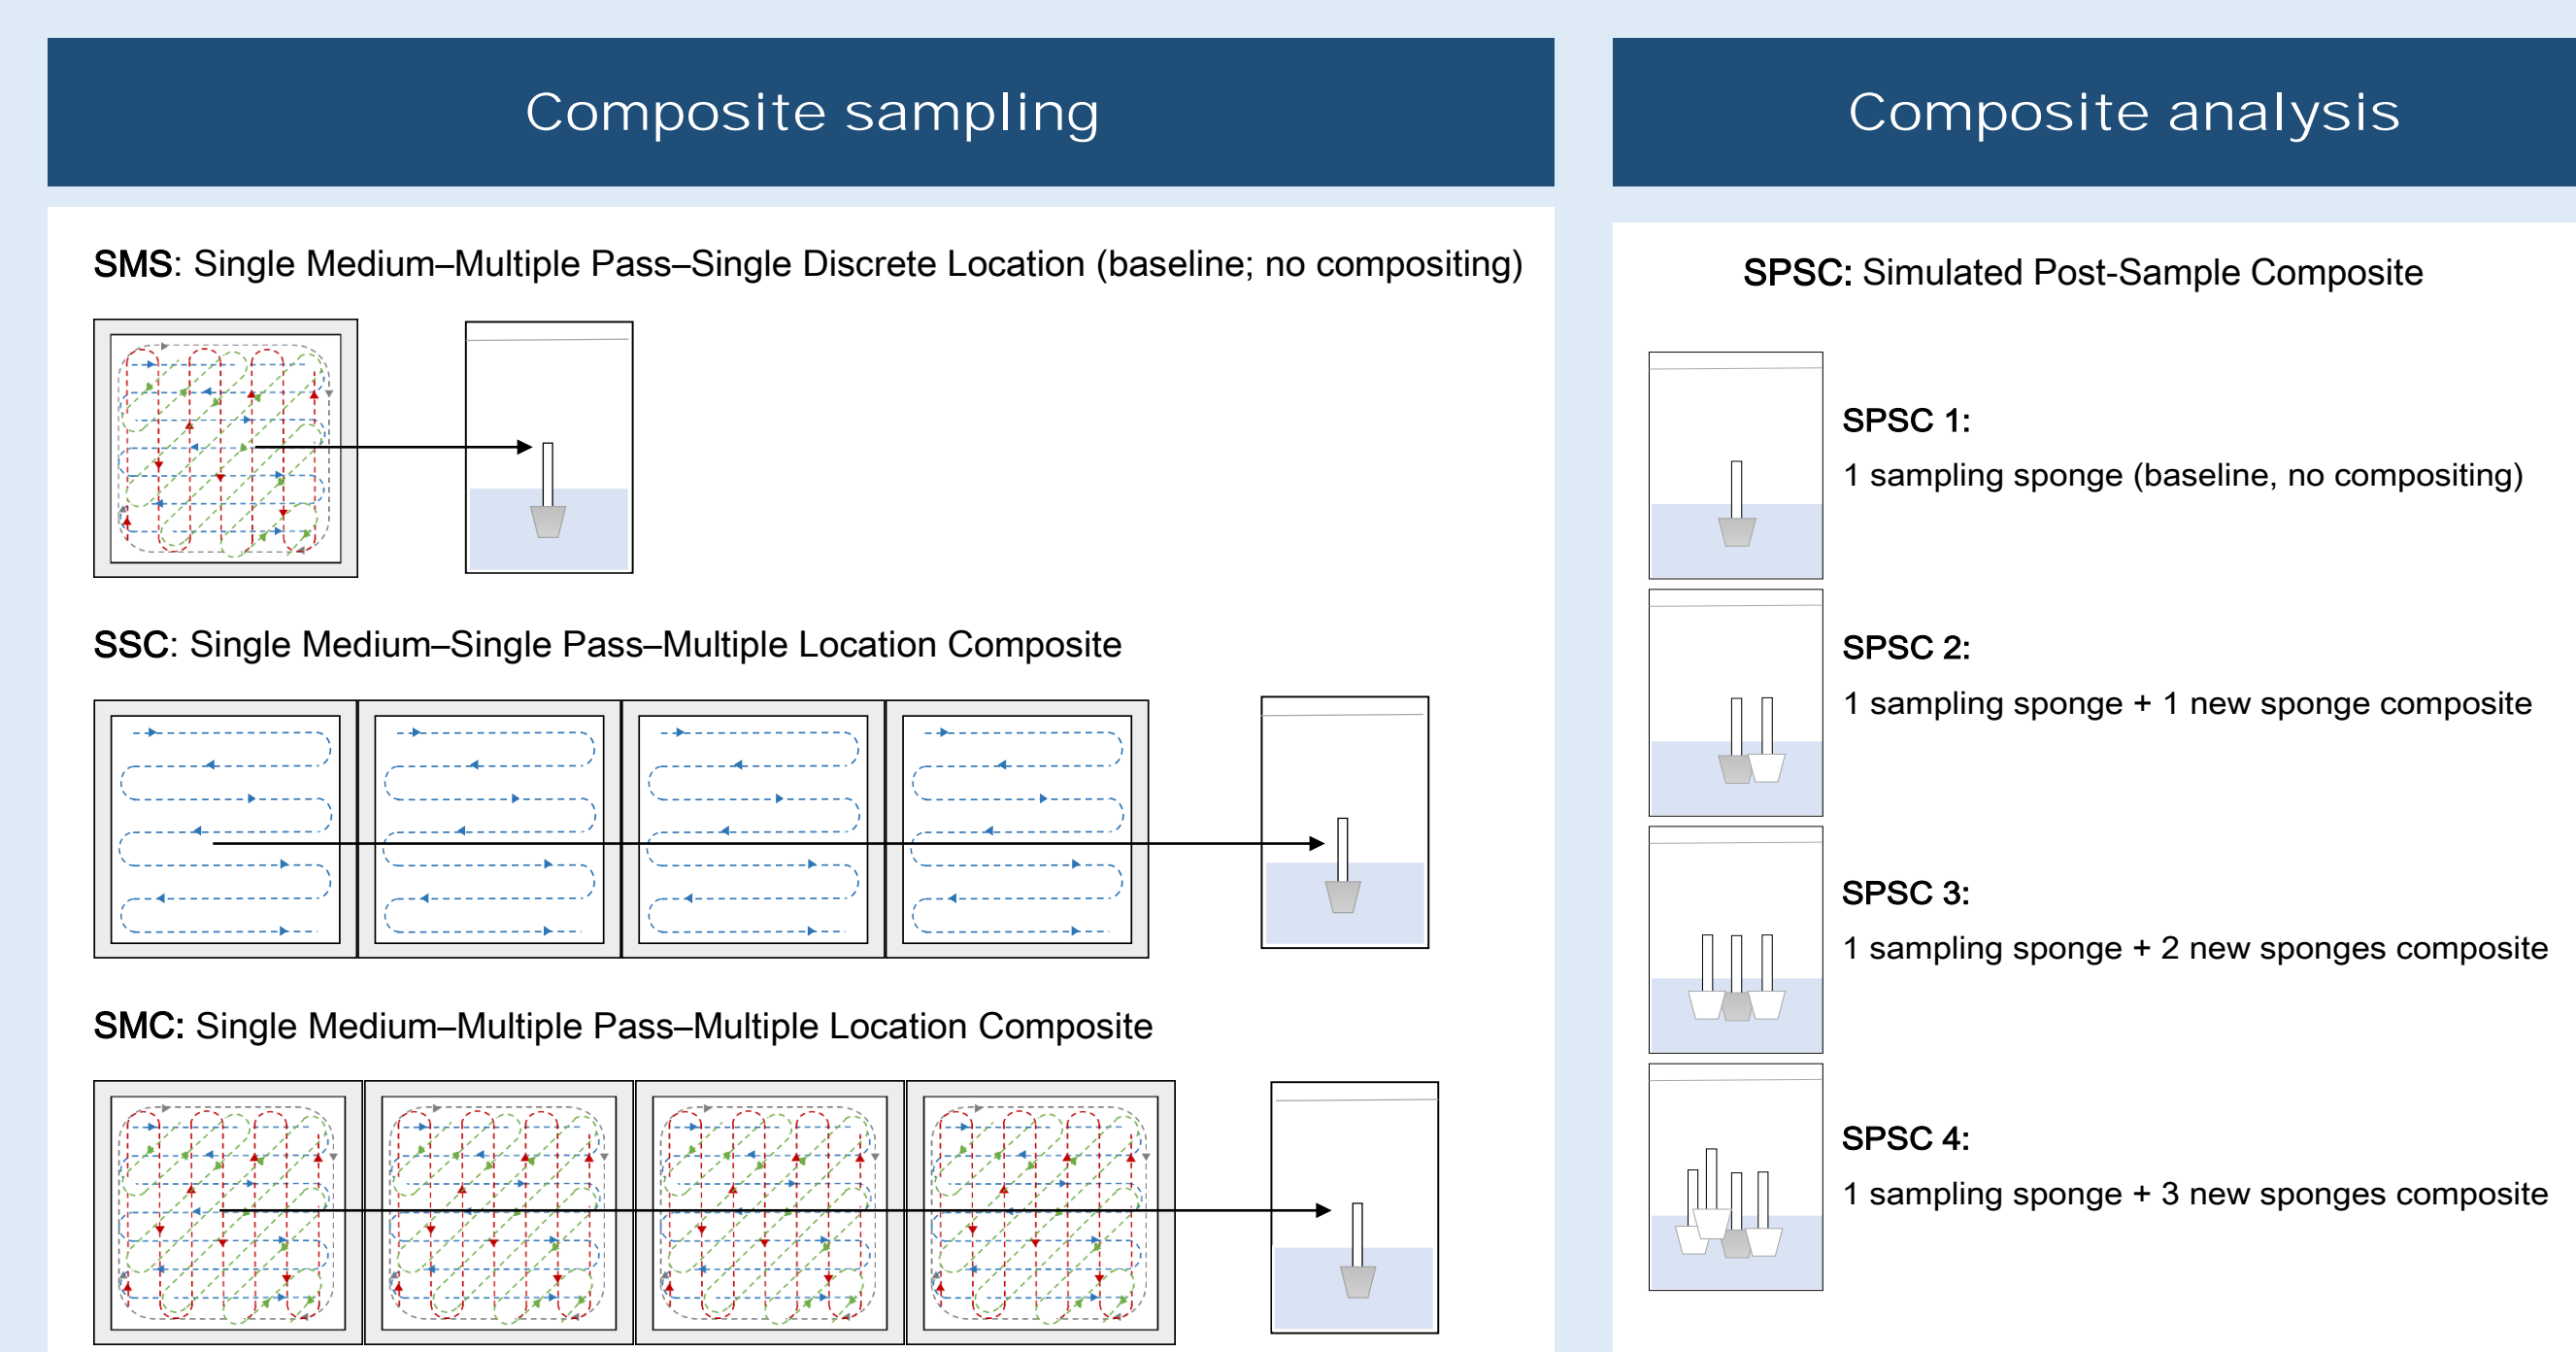 Composite sampling
SMS: Single Medium–Multiple Pass–Single Discrete Location (baseline; no compositing)
SSC: Single Medium–Single Pass–Multiple Location Composite
SMC: Single Medium–Multiple Pass–Multiple Location Composite
Composite analysis
SPSC: Simulated Post-Sample Composite
SPSC 1:
1 sampling sponge (baseline, no compositing)
SPSC 2:
1 sampling sponge + 1 new sponge composite
SPSC 3:
1 sampling sponge + 2 new sponges composite
SPSC 4:
1 sampling sponge + 3 new sponges composite